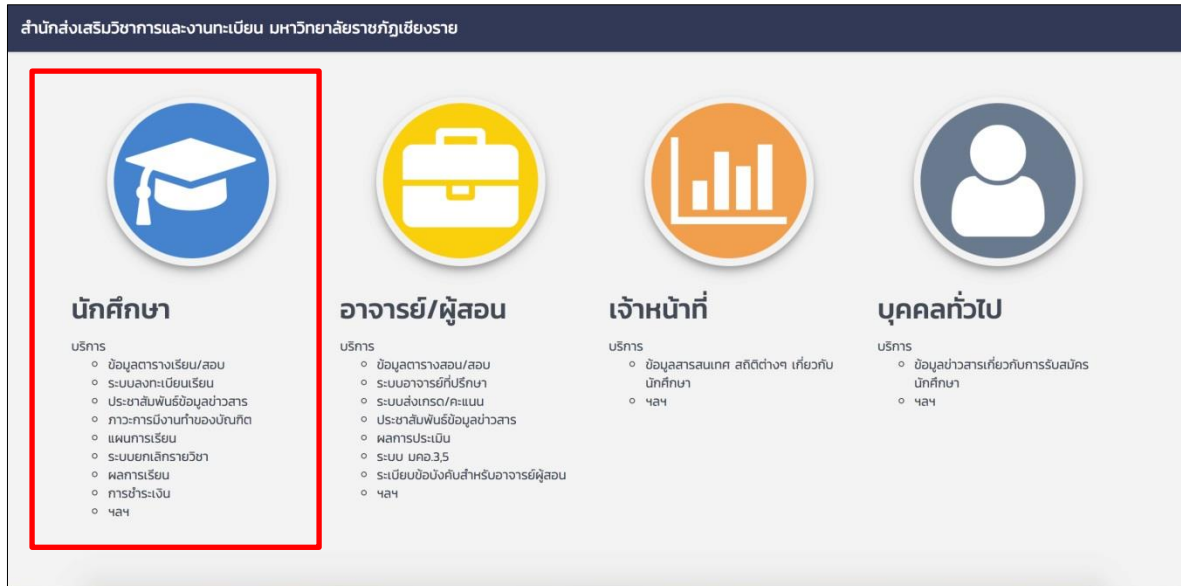 สำนักส่งเสริมวิชาการและงานทะเบียน มหาวิทยาลัยราชภัฏเชียงราย
นักศึกษา
บริการ
ข้อมูลตารางเรียน/สอบ
ระบบลงทะเบียนเรียน
ประชาสัมพันธ์ข้อมูลข่าวสาร
ภาวะการมีงานทำของบัณฑิต
แผนการเรียน
ระบบยกเลิกรายวิชา
ผลการเรียน
การชำระเงิน
ฯลฯ
อาจารย์/ผู้สอน
บริการ
ข้อมูลตารางสอน/สอบ
ระบบอาจารย์ที่ปรึกษา
ระบบส่งเกรด/คะแนน
ประชาสัมพันธ์ข้อมูลข่าวสาร
ผลการประเมิน
ระบบ มคอ.3,5
ระเบียบข้อบังคับสำหรับอาจารย์ผู้สอน
ฯลฯ
เจ้าหน้าที่
บริการ
ข้อมูลสารสนเทศ สถิติต่างๆ เกี่ยวกับ
นักศึกษา
ฯลฯ
บุคคลทั่วไป
บริการ
ข้อมูลข่าวสารเกี่ยวกับการรับสมัคร
นักศึกษา
ฯลฯ